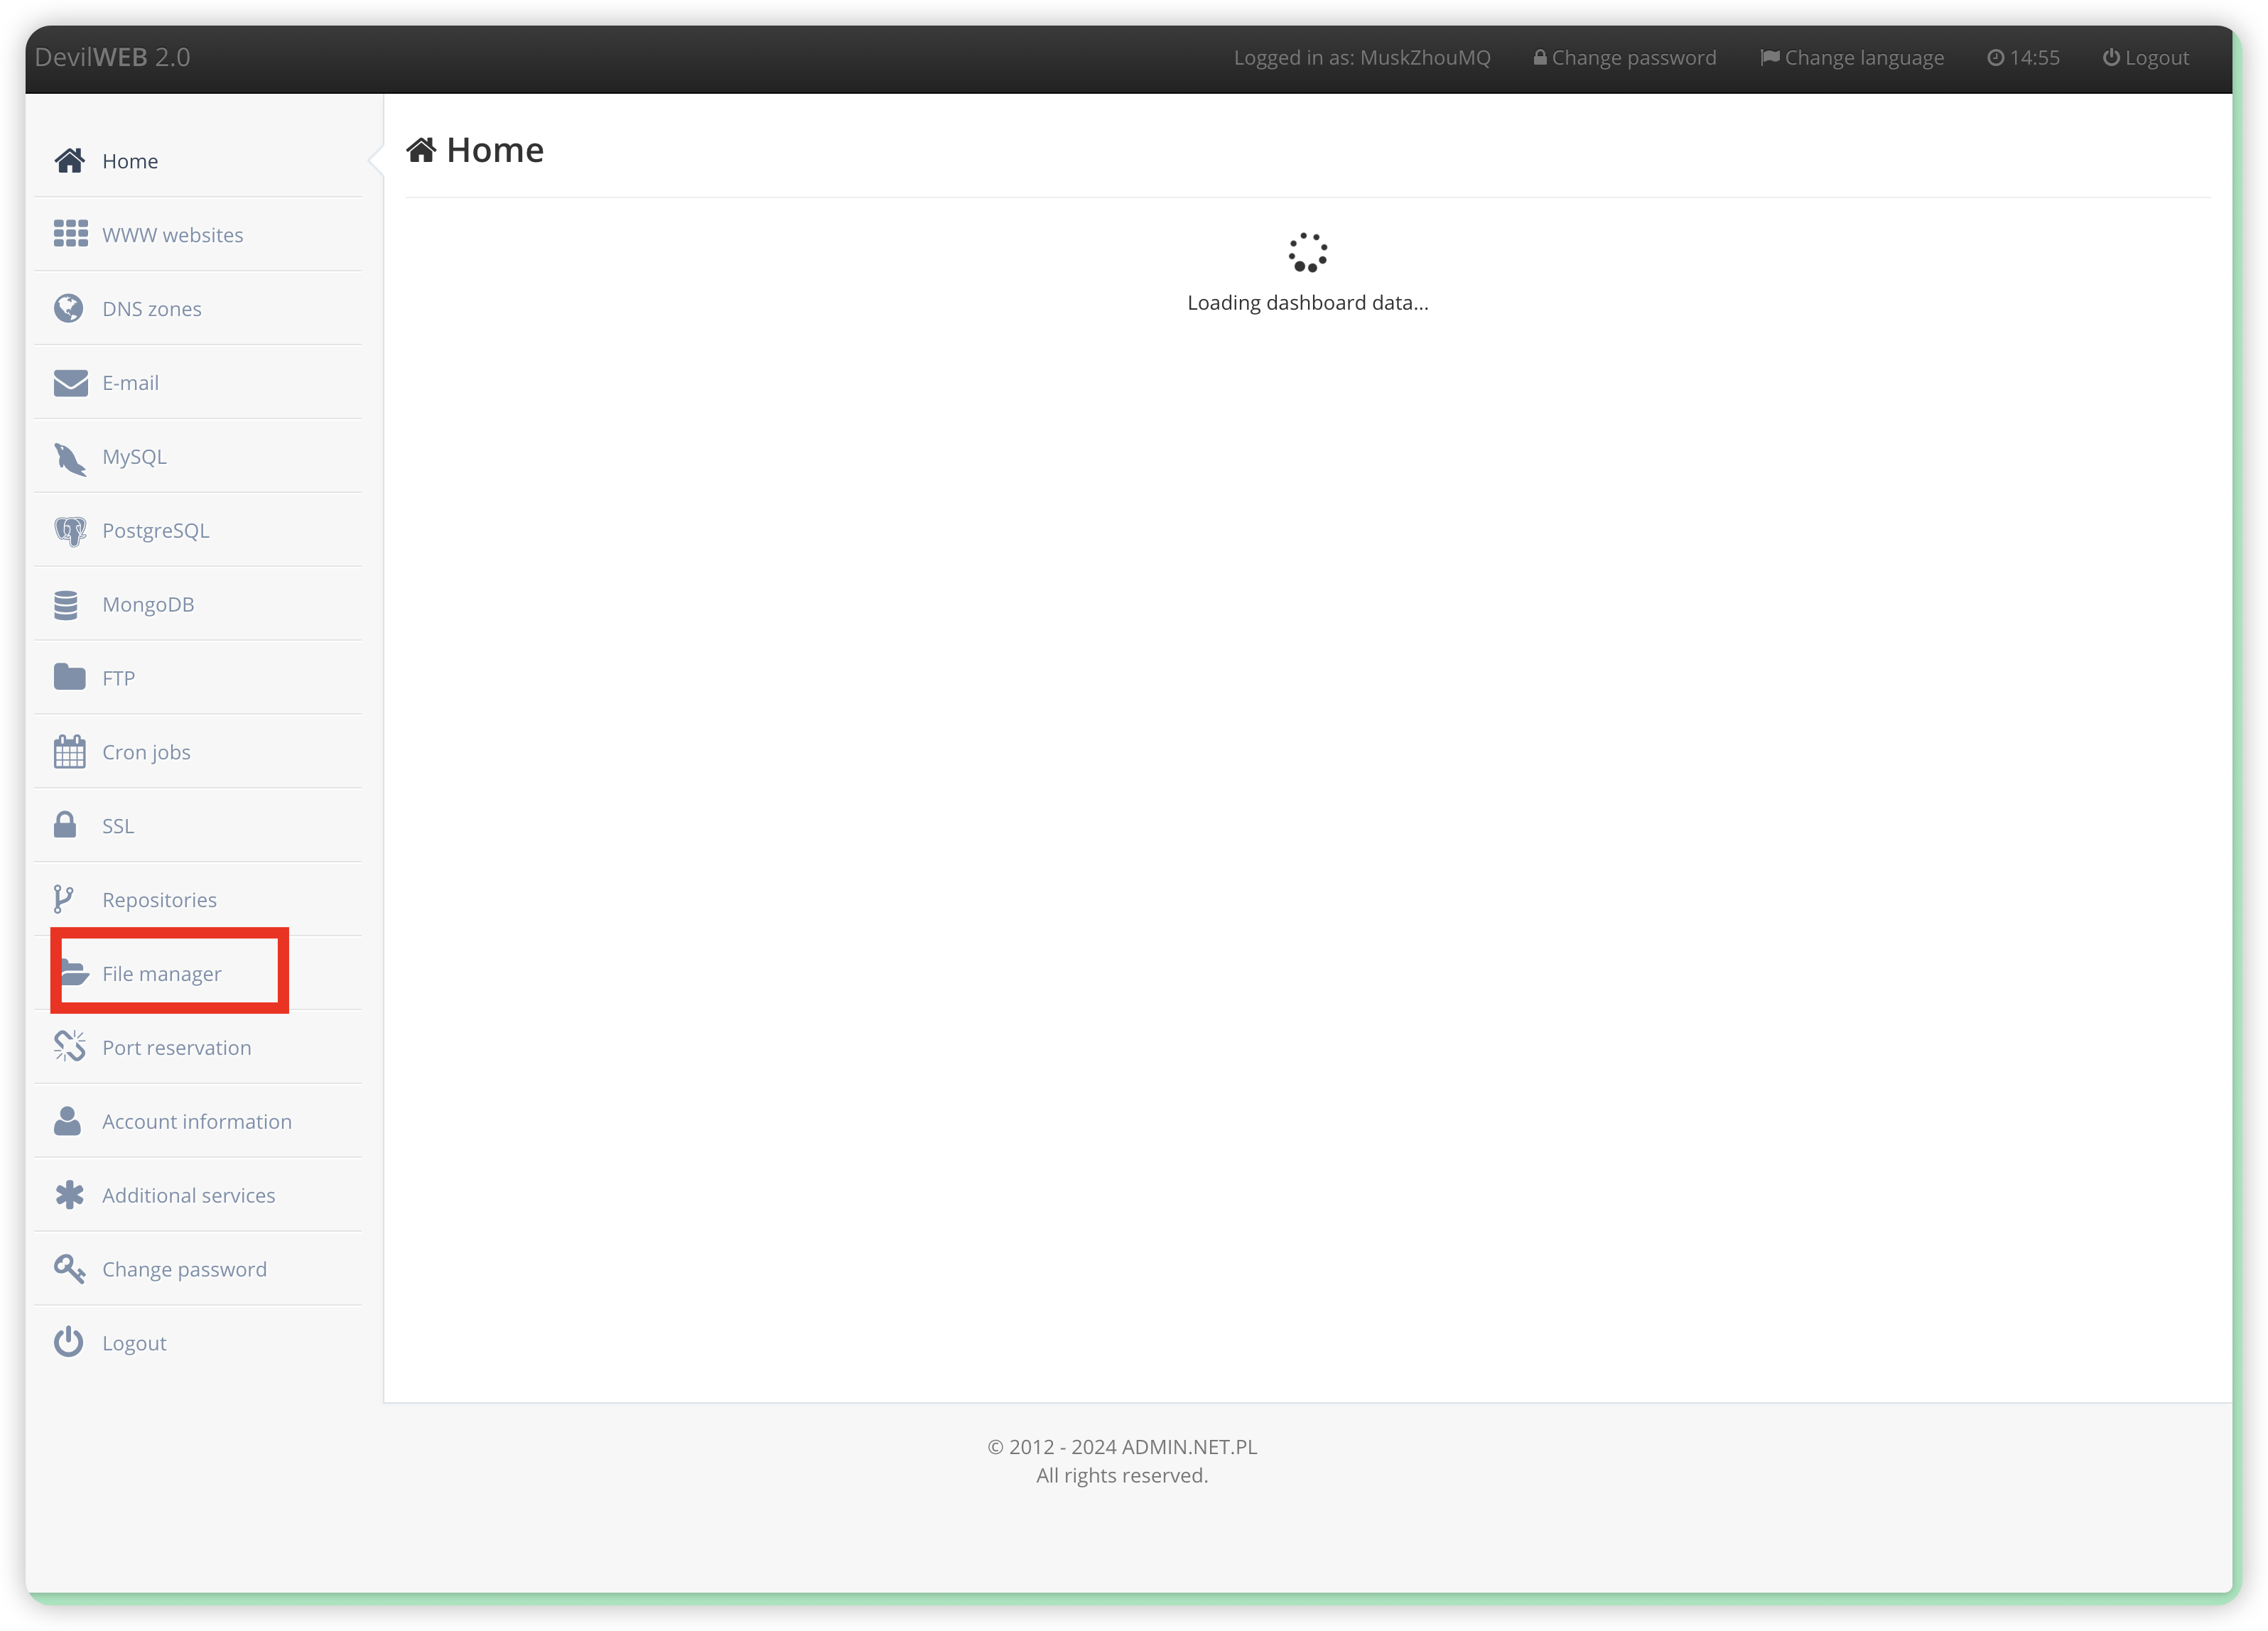 DevilWEB 2.0
Logged in as: MuskZhouMQ Change password Change language 14:55 Logout
Home
WWW websites
DNS zones
E-mail
MySQL
PostgreSQL
MongoDB
FTP
Cron jobs
SSL
Repositories
File manager
Port reservation
Account information
Additional services
Change password
Logout
Home
Loading dashboard data...
© 2012 - 2024 ADMIN.NET.PL
All rights reserved.